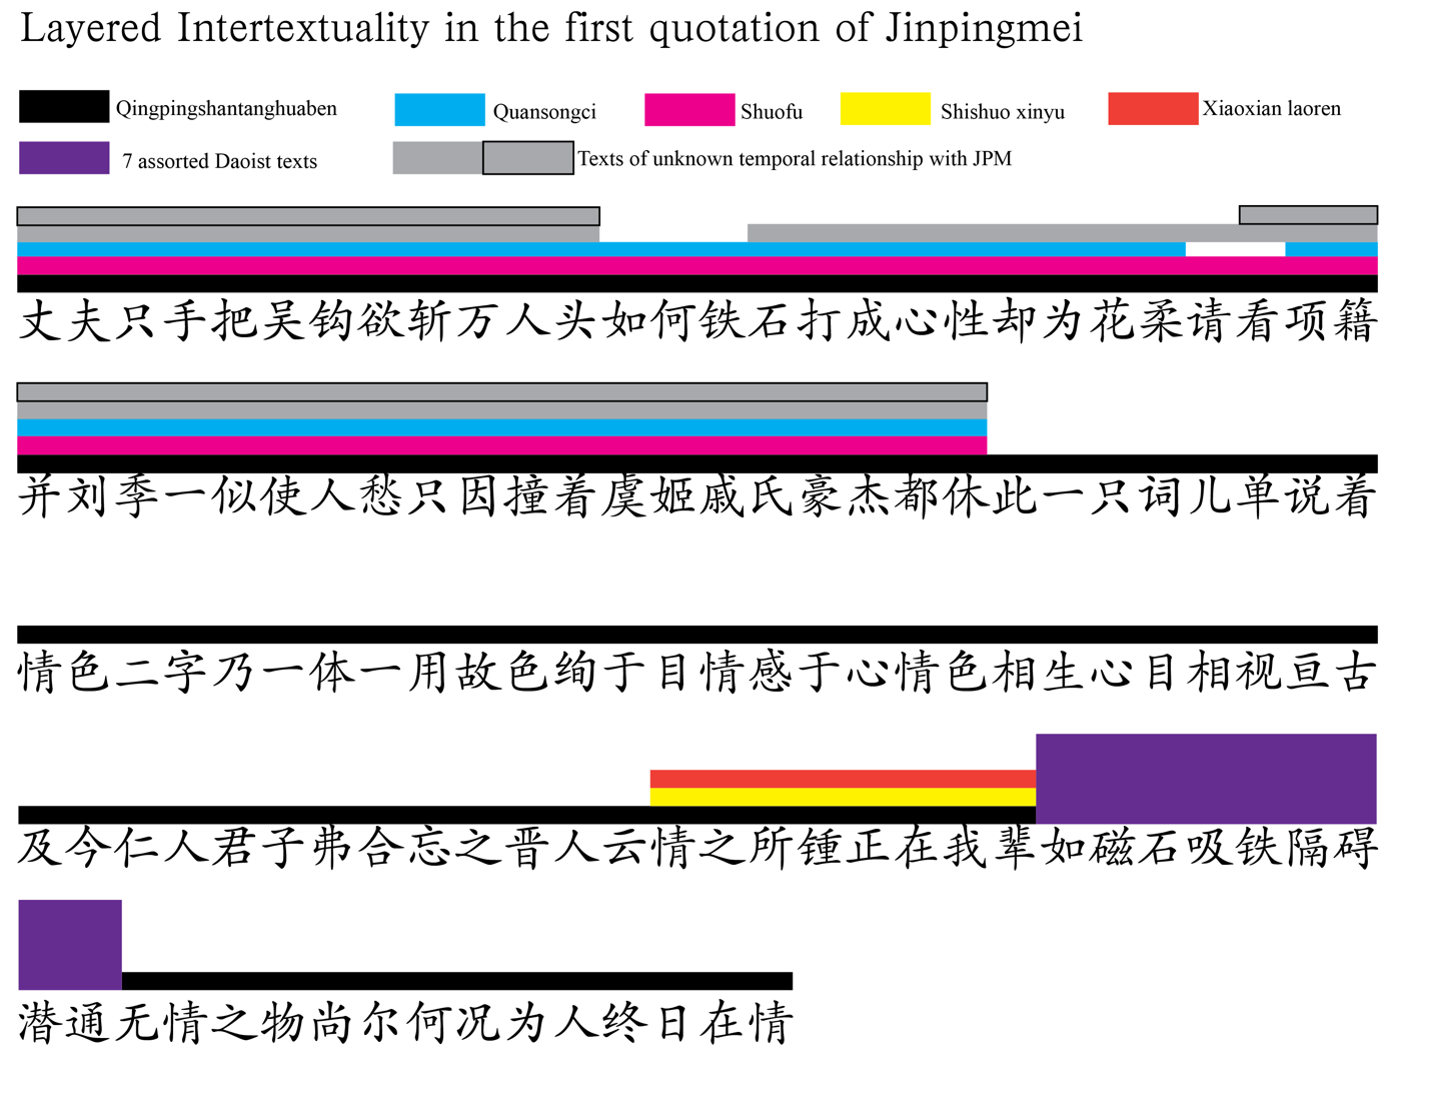 Layered Intertextuality in the first quotation of Jinpingmei
Qingpingshantanghuaben
Quansongci
Shuofu
Shishuo xinyu
Xiaoxian laoren
7 assorted Daoist texts
Texts of unknown temporal relationship with JPM
丈夫只手把吴钩欲斩万人头如何铁石打成心性却为花柔请看项籍
并刘季一似使人愁只因撞着虞姬戚氏豪杰都休此一只词儿单说着
情色二字乃一体一用故色绚于目情感于心情色相生心目相视亘古
及今仁人君子弗合忘之晋人云情之所锺正在我辈如磁石吸铁隔碍
潜通无情之物尚尔何况为人终日在情